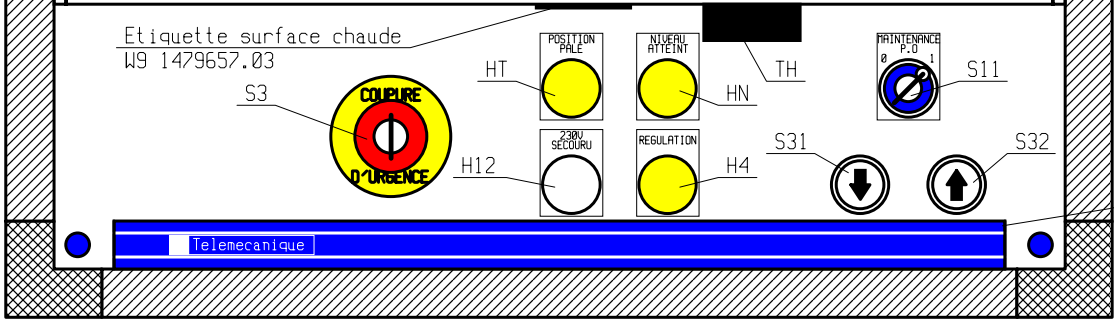 Etiquette surface chaude
W9 1479657.03
POSITION
PALE
NIVEAU
ATTEINT
MAINTENANCE
P.O
0 1
HT
HN
TH
S11
S3
COUPURE
D'URGENCE
230V
SECOURU
REGULATION
H12
H4
S31
S32
Telemecanique